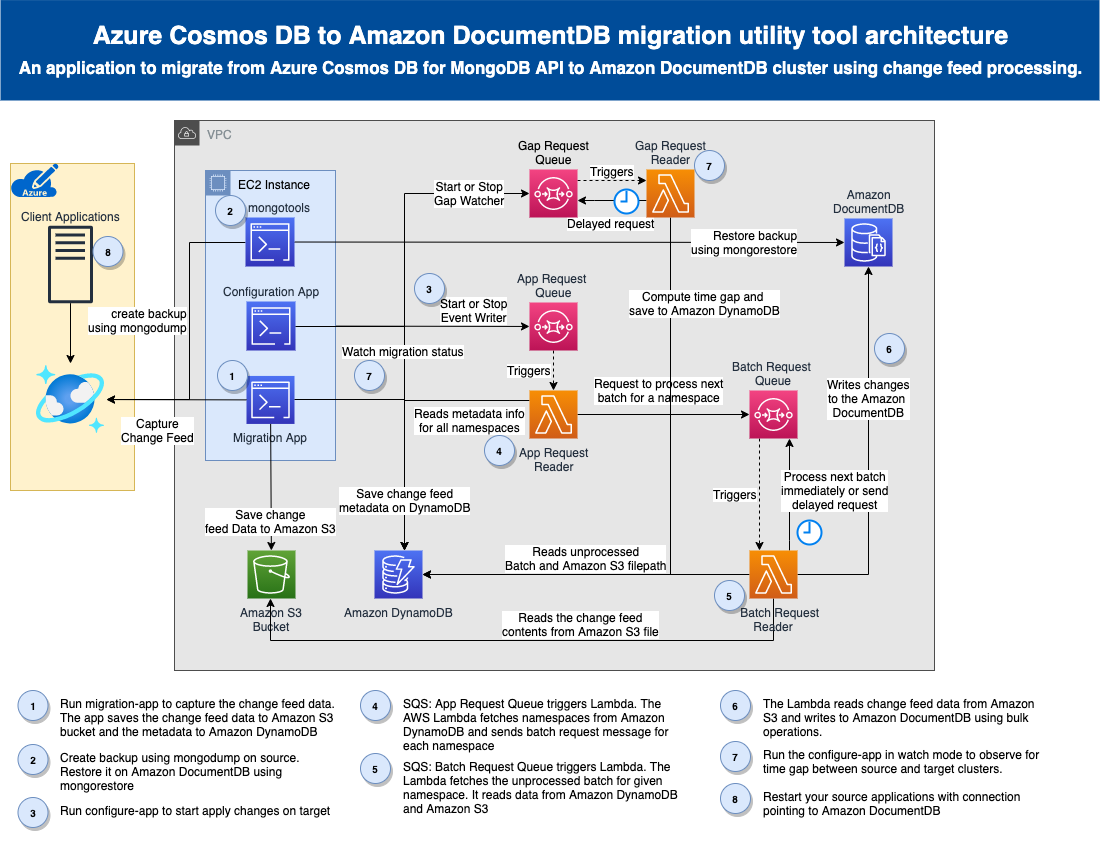 Azure Cosmos DB to Amazon DocumentDB migration utility tool architecture
An application to migrate from Azure Cosmos DB for MongoDB API to Amazon DocumentDB cluster using change feed processing.
VPC
Azure
Client Applications
8
EC2 Instance
2
mongotools
Configuration App
1
Migration App
create backup
using mongodump
Capture
Change Feed
Start or Stop
Gap Watcher
Gap Request
Queue
Triggers
Gap Request
Reader
7
Delayed request
Restore backup
using mongorestore
Amazon
DocumentDB
3
Start or Stop
Event Writer
App Request
Queue
Compute time gap and
save to Amazon DynamoDB
Watch migration status
7
Triggers
Reads metadata info
for all namespaces
4
App Request
Reader
Request to process next
batch for a namespace
Batch Request
Queue
6
Writes changes
to the Amazon
DocumentDB
Triggers
Process next batch
immediately or send
delayed request
Save change
feed Data to Amazon S3
Save change feed
metadata on DynamoDB
Reads unprocessed
Batch and Amazon S3 filepath
5
Batch Request
Reader
Amazon S3
Bucket
Amazon DynamoDB
Reads the change feed
contents from Amazon S3 file
1
Run migration-app to capture the change feed data.
The app saves the change feed data to Amazon S3
bucket and the metadata to Amazon DynamoDB
2
Create backup using mongodump on source.
Restore it on Amazon DocumentDB using
mongorestore
3
Run configure-app to start apply changes on target
4
SQS: App Request Queue triggers Lambda. The
AWS Lambda fetches namespaces from Amazon
DynamoDB and sends batch request message for
each namespace
5
SQS: Batch Request Queue triggers Lambda. The
Lambda fetches the unprocessed batch for given
namespace. It reads data from Amazon DynamoDB
and Amazon S3
6
The Lambda reads change feed data from Amazon
S3 and writes to Amazon DocumentDB using bulk
operations.
7
Run the configure-app in watch mode to observe for
time gap between source and target clusters.
8
Restart your source applications with connection
pointing to Amazon DocumentDB